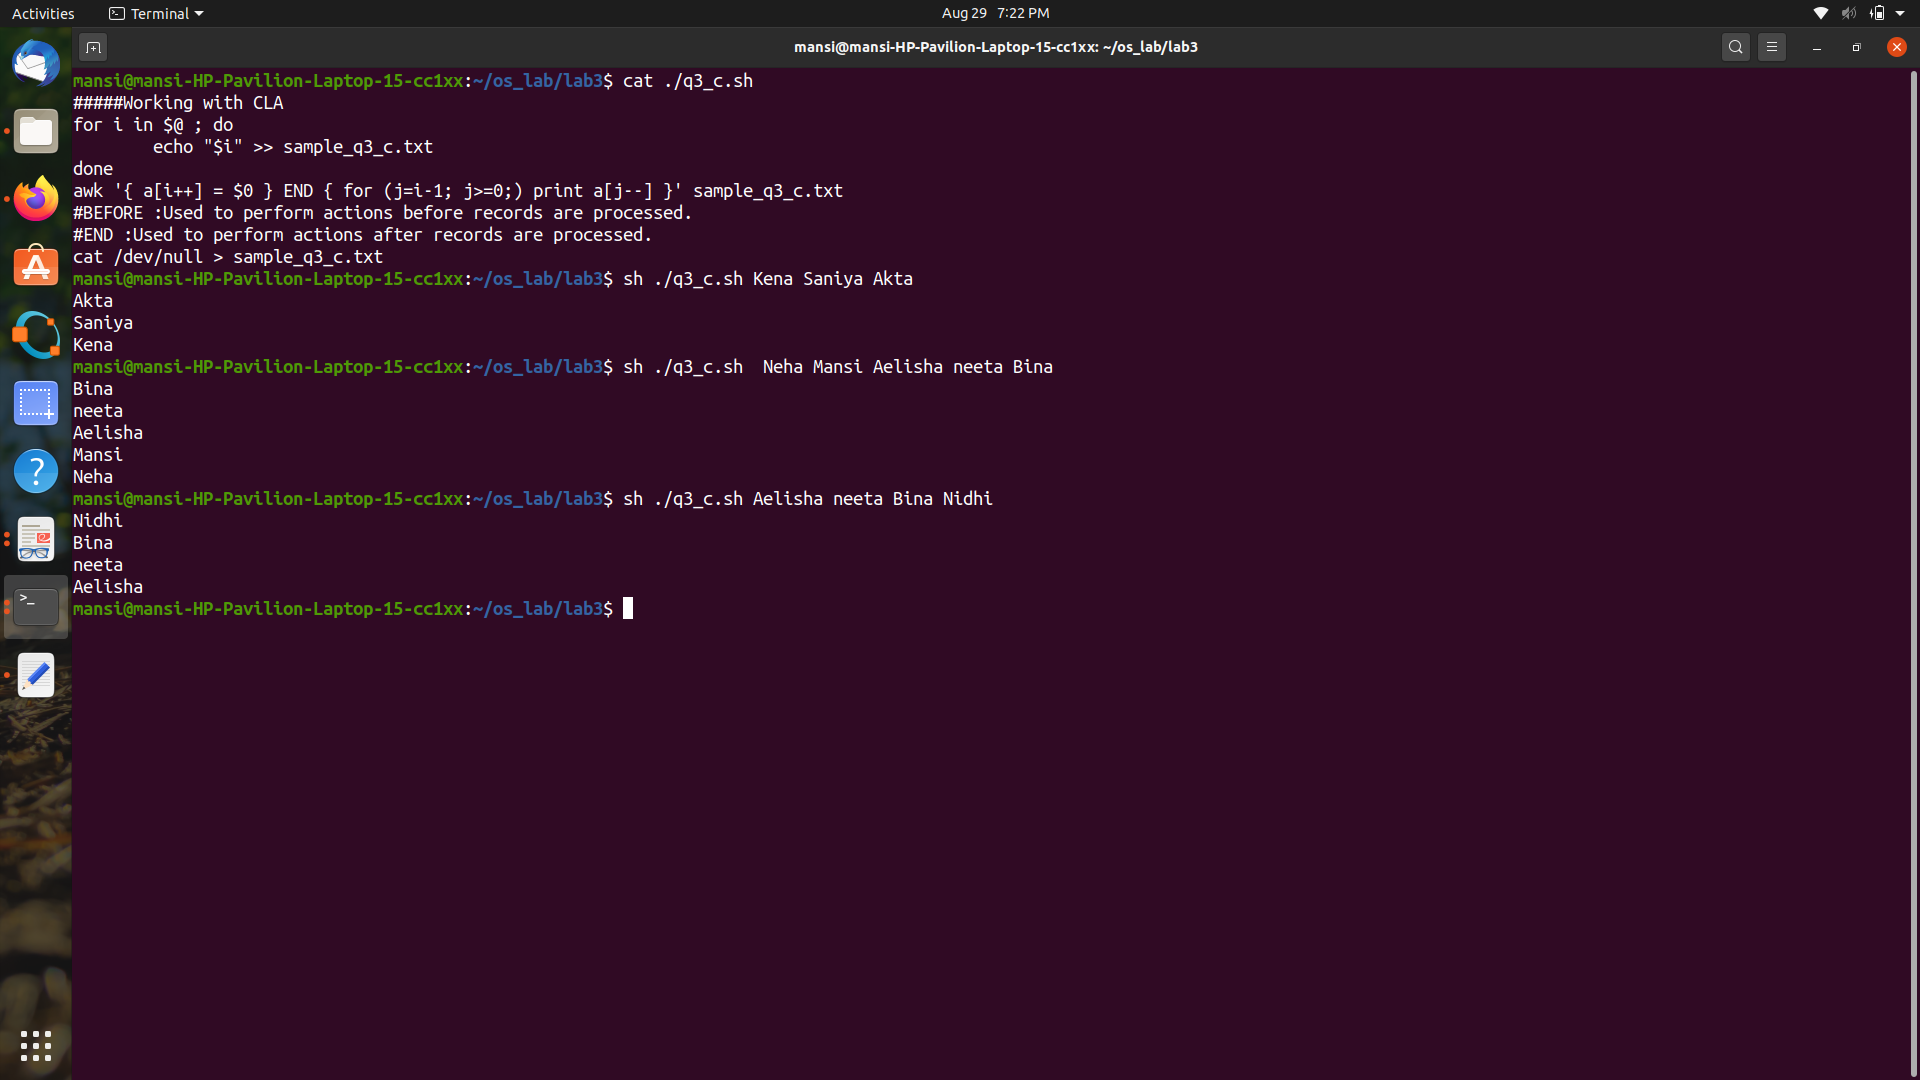 Activities Terminal Aug 29 7:22 PM
mansi@mansi-HP-Pavilion-Laptop-15-cc1xx: ~/os_lab/lab3
mansi@mansi-HP-Pavilion-Laptop-15-cc1xx:~/os_lab/lab3$ cat ./q3_c.sh
#####Working with CLA
for i in $@ ; do
        echo "$i" >> sample_q3_c.txt
done
awk '{ a[i++] = $0 } END { for (j=i-1; j>=0;) print a[j--] }' sample_q3_c.txt
#BEFORE :Used to perform actions before records are processed.
#END :Used to perform actions after records are processed.
cat /dev/null > sample_q3_c.txt
mansi@mansi-HP-Pavilion-Laptop-15-cc1xx:~/os_lab/lab3$ sh ./q3_c.sh Kena Saniya Akta
Akta
Saniya
Kena
mansi@mansi-HP-Pavilion-Laptop-15-cc1xx:~/os_lab/lab3$ sh ./q3_c.sh  Neha Mansi Aelisha neeta Bina
Bina
neeta
Aelisha
Mansi
Neha
mansi@mansi-HP-Pavilion-Laptop-15-cc1xx:~/os_lab/lab3$ sh ./q3_c.sh Aelisha neeta Bina Nidhi
Nidhi
Bina
neeta
Aelisha
mansi@mansi-HP-Pavilion-Laptop-15-cc1xx:~/os_lab/lab3$